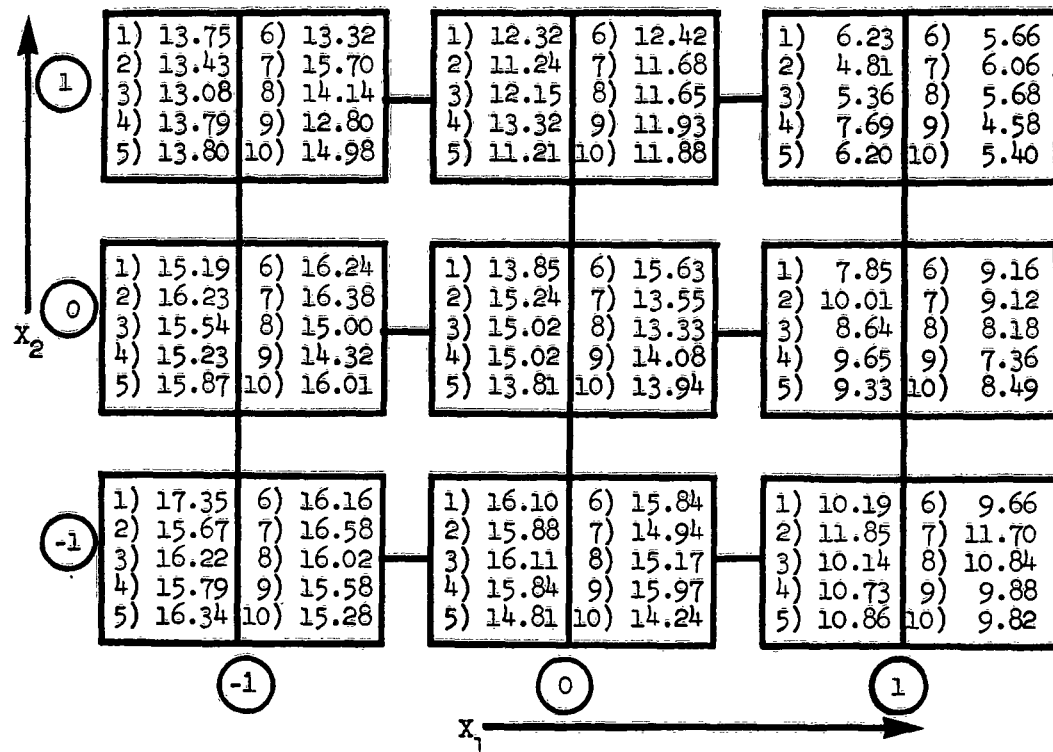 1) 13.75 6) 13.32 1) 12.32 6) 12.42 1) 6.23 6) 5.66
2) 13.43 7) 15.70 2) 11.24 7) 11.68 2) 4.81 7) 6.06
1
3) 13.08 8) 14.14 3) 12.15 8) 11.65 3) 5.36 8) 5.68
4) 13.79 9) 12.80 4) 13.32 9) 11.93 4) 7.69 9) 4.58
5) 13.80 10) 14.98 5) 11.21 10) 11.88 5) 6.20 10) 5.40
1) 15.19 6) 16.24 1) 13.85 6) 15.63 1) 7.85 6) 9.16
2) 16.23 7) 16.38 2) 15.24 7) 13.55 2) 10.01 7) 9.12
0
3) 15.54 8) 15.00 3) 15.02 8) 13.33 3) 8.64 8) 8.18
X2
4) 15.23 9) 14.32 4) 15.02 9) 14.08 4) 9.65 9) 7.36
5) 15.87 10) 16.01 5) 13.81 10) 13.94 5) 9.33 10) 8.49
1) 17.35 6) 16.16 1) 16.10 6) 15.84 1) 10.19 6) 9.66
2) 15.67 7) 16.58 2) 15.88 7) 14.94 2) 11.85 7) 11.70
-1
3) 16.22 8) 16.02 3) 16.11 8) 15.17 3) 10.14 8) 10.84
4) 15.79 9) 15.58 4) 15.84 9) 15.97 4) 10.73 9) 9.88
5) 16.34 10) 15.28 5) 14.81 10) 14.24 5) 10.86 10) 9.82
-1 0 1
X1